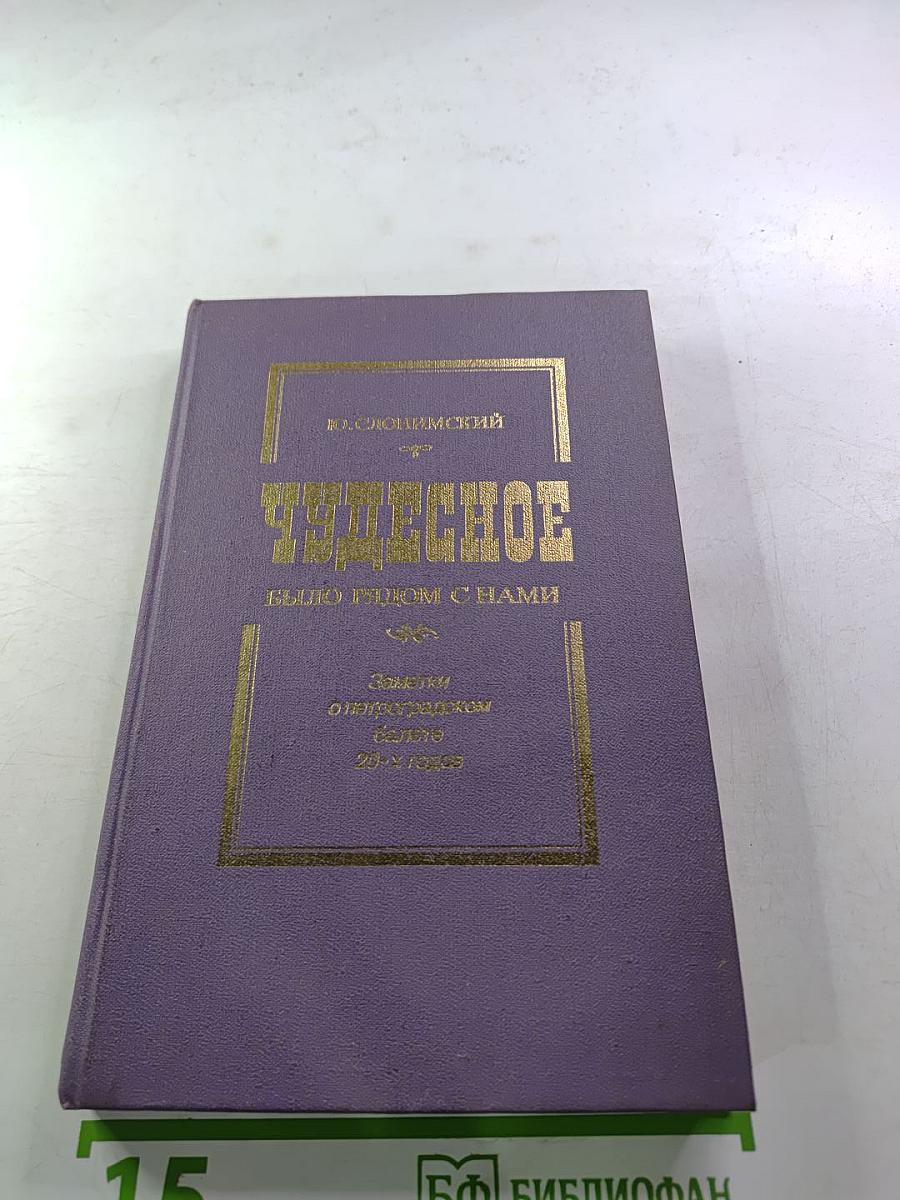 Ю. СЛОНИМСКИЙ
ЧУДЕСНОЕ
БЫЛО РЯДОМ С НАМИ
Заметки
о петроградском
балете
20-х годов
15
БФ БИБЛИОФАН